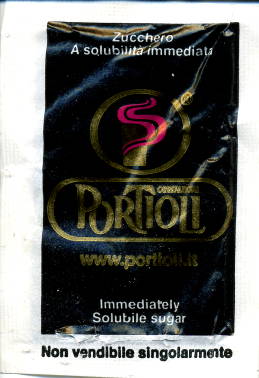 Zucchero
A solubilità immediata
®
PORTIOLI
www.portioli.it
Immediately
Solubile sugar
Non vendibile singolarmente